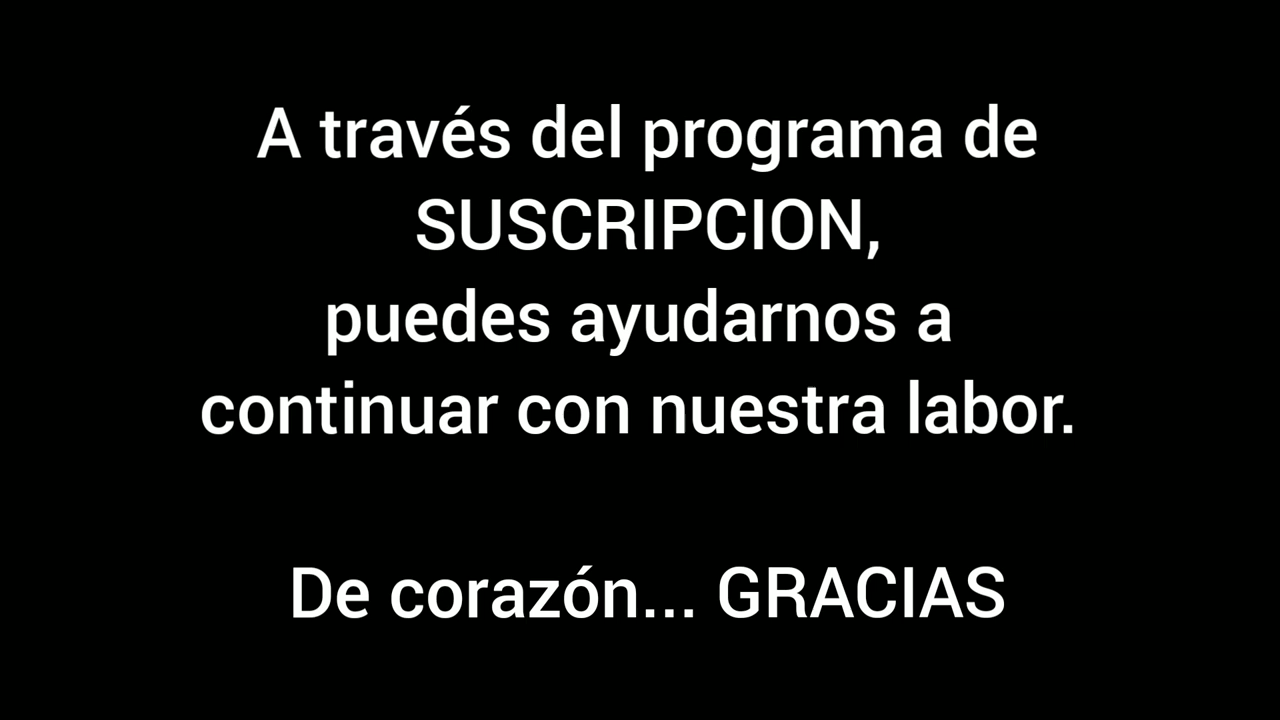 A través del programa de
SUSCRIPCION,
puedes ayudarnos a
continuar con nuestra labor.
De corazón... GRACIAS